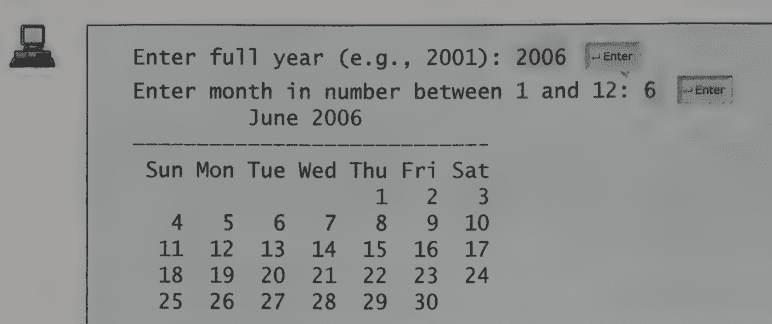 Enter full year (e.g., 2001): 2006 ↵Enter
Enter month in number between 1 and 12: 6 ↵Enter
June 2006
-----------------------------
Sun Mon Tue Wed Thu Fri Sat
1 2 3
4 5 6 7 8 9 10
11 12 13 14 15 16 17
18 19 20 21 22 23 24
25 26 27 28 29 30